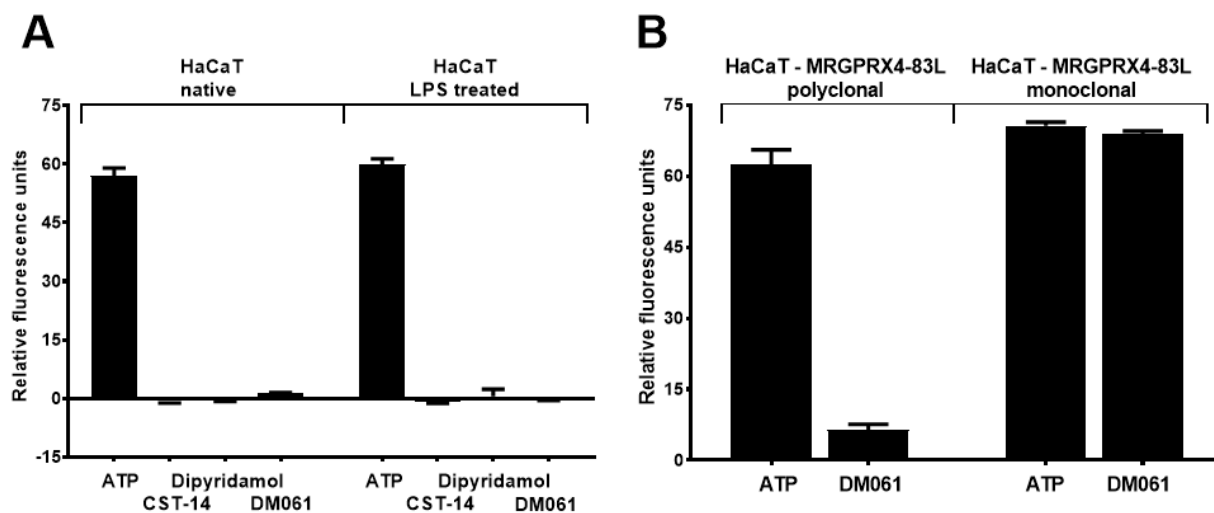 A
HaCaT native
HaCaT LPS treated
Relative fluorescence units
75
60
45
30
15
0
-15
ATP
CST-14
Dipyridamol
DM061
ATP
CST-14
Dipyridamol
DM061
B
HaCaT - MRGPRX4-83L
polyclonal
HaCaT - MRGPRX4-83L
monoclonal
Relative fluorescence units
75
60
45
30
15
0
ATP
DM061
ATP
DM061